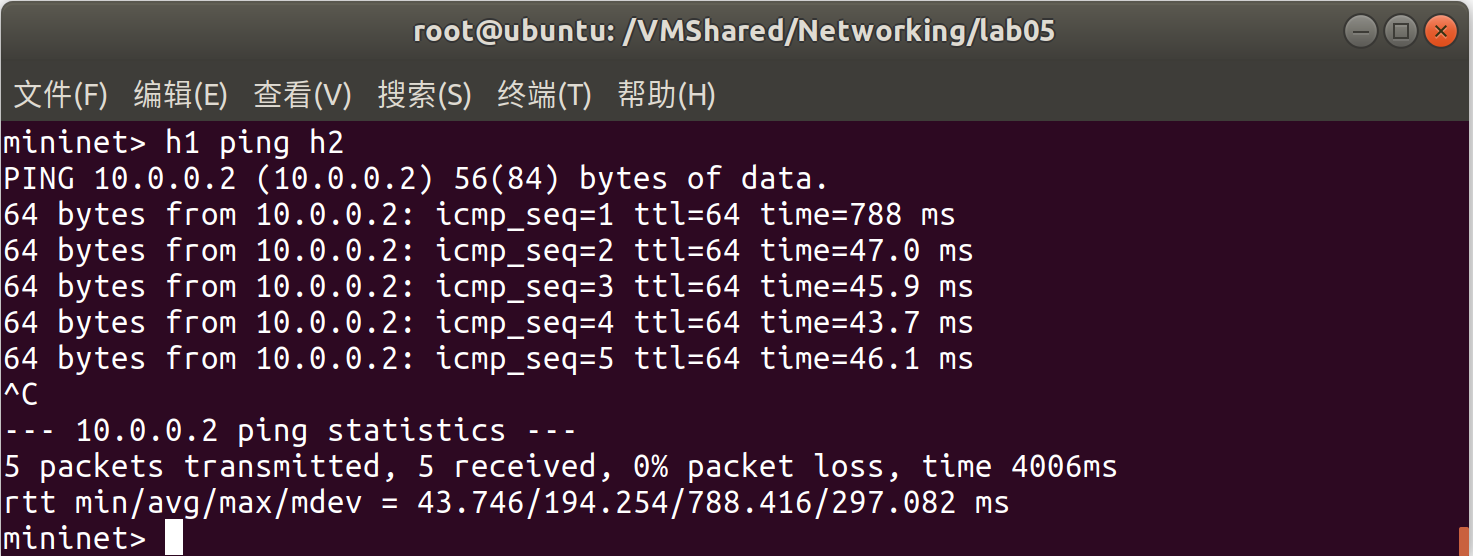 root@ubuntu: /VMShared/Networking/lab05
文件(F) 编辑(E) 查看(V) 搜索(S) 终端(T) 帮助(H)
mininet> h1 ping h2
PING 10.0.0.2 (10.0.0.2) 56(84) bytes of data.
64 bytes from 10.0.0.2: icmp_seq=1 ttl=64 time=788 ms
64 bytes from 10.0.0.2: icmp_seq=2 ttl=64 time=47.0 ms
64 bytes from 10.0.0.2: icmp_seq=3 ttl=64 time=45.9 ms
64 bytes from 10.0.0.2: icmp_seq=4 ttl=64 time=43.7 ms
64 bytes from 10.0.0.2: icmp_seq=5 ttl=64 time=46.1 ms
^C
--- 10.0.0.2 ping statistics ---
5 packets transmitted, 5 received, 0% packet loss, time 4006ms
rtt min/avg/max/mdev = 43.746/194.254/788.416/297.082 ms
mininet>